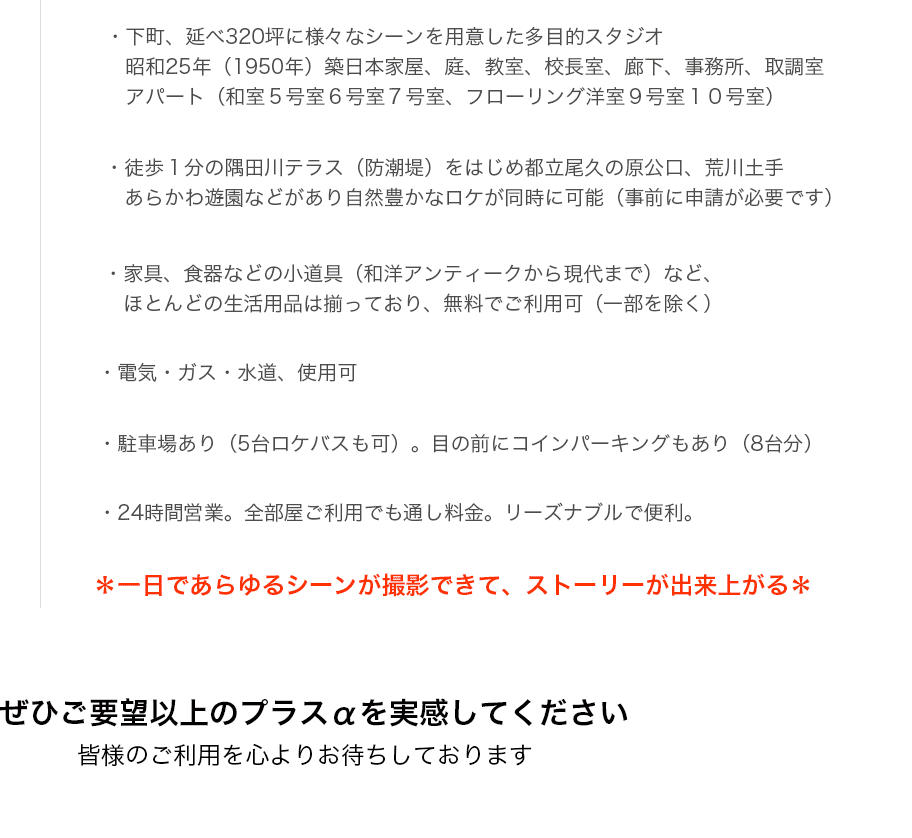 ・下町、延べ320坪に様々なシーンを用意した多目的スタジオ
昭和25年（1950年）築日本家屋、庭、教室、校長室、廊下、事務所、取調室
アパート（和室５号室６号室７号室、フローリング洋室９号室１０号室）
・徒歩１分の隅田川テラス（防潮堤）をはじめ都立尾久の原公口、荒川土手
あらかわ遊園などがあり自然豊かなロケが同時に可能（事前に申請が必要です）
・家具、食器などの小道具（和洋アンティークから現代まで）など、
ほとんどの生活用品は揃っており、無料でご利用可（一部を除く）
・電気・ガス・水道、使用可
・駐車場あり（5台ロケバスも可）。目の前にコインパーキングもあり（8台分）
・24時間営業。全部屋ご利用でも通し料金。リーズナブルで便利。
＊一日であらゆるシーンが撮影できて、ストーリーが出来上がる＊
ぜひご要望以上のプラスαを実感してください
皆様のご利用を心よりお待ちしております